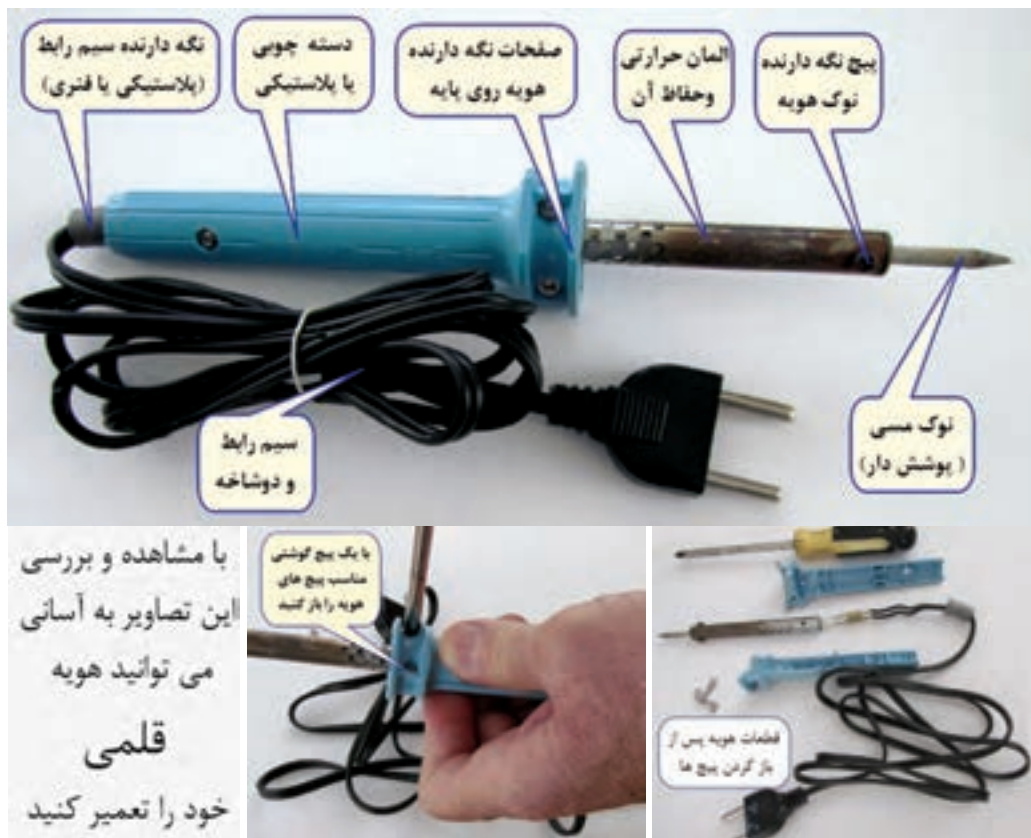 پیچ نگه دارنده
نوک هویه
المان حرارتی
وحفاظ آن
صفحات نگه دارنده
هویه روی پایه
دسته چوبی
یا پلاستیکی
نگه دارنده سیم رابط
(پلاستیکی یا فنری)
نوک مسی
(پوشش دار)
سیم رابط
و دوشاخه
قطعات هویه پس از
باز کردن پیچ ها
با یک پیچ گوشتی
مناسب پیچ های
هویه را باز کنید
با مشاهده و بررسی
این تصاویر به آسانی
می توانید هویه
قلمی
خود را تعمیر کنید